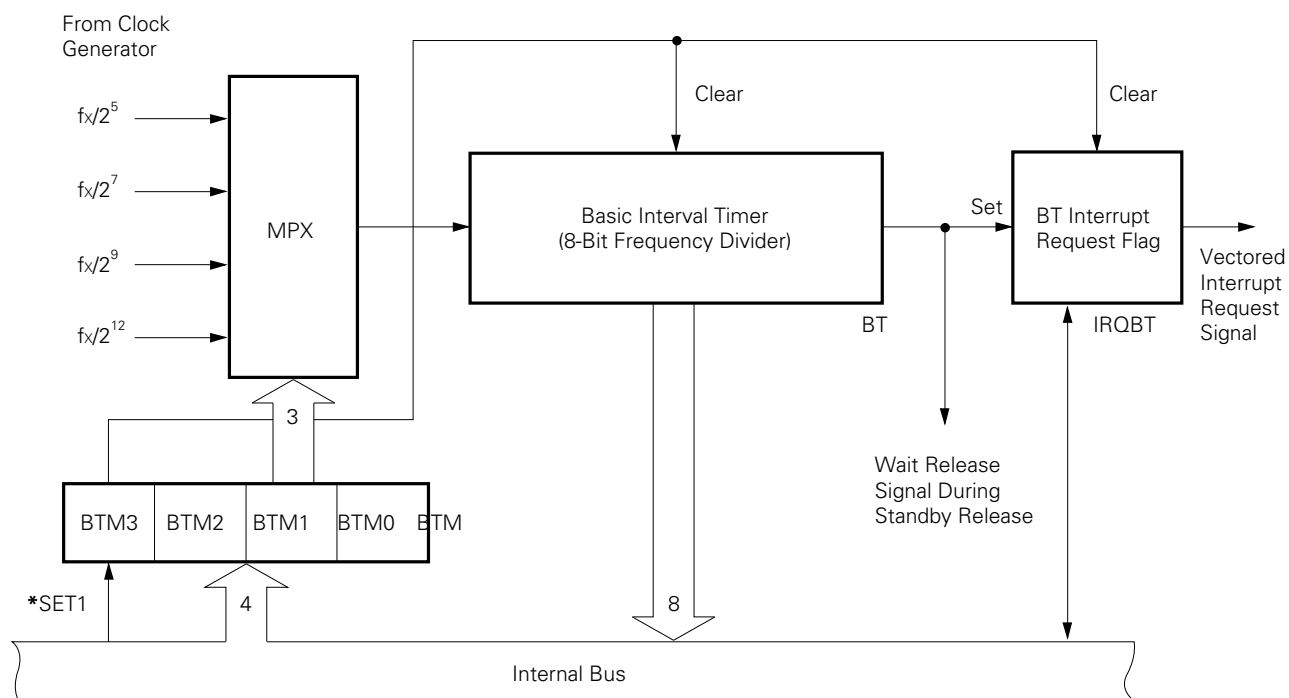 From Clock
Generator
fx/2^5
fx/2^7
fx/2^9
fx/2^12
MPX
Clear
Clear
Basic Interval Timer
(8-Bit Frequency Divider)
BT
Set
BT Interrupt
Request Flag
IRQBT
Vectored
Interrupt
Request
Signal
3
Wait Release
Signal During
Standby Release
BTM3 BTM2 BTM1 BTM0 BTM
*SET1
4
8
Internal Bus